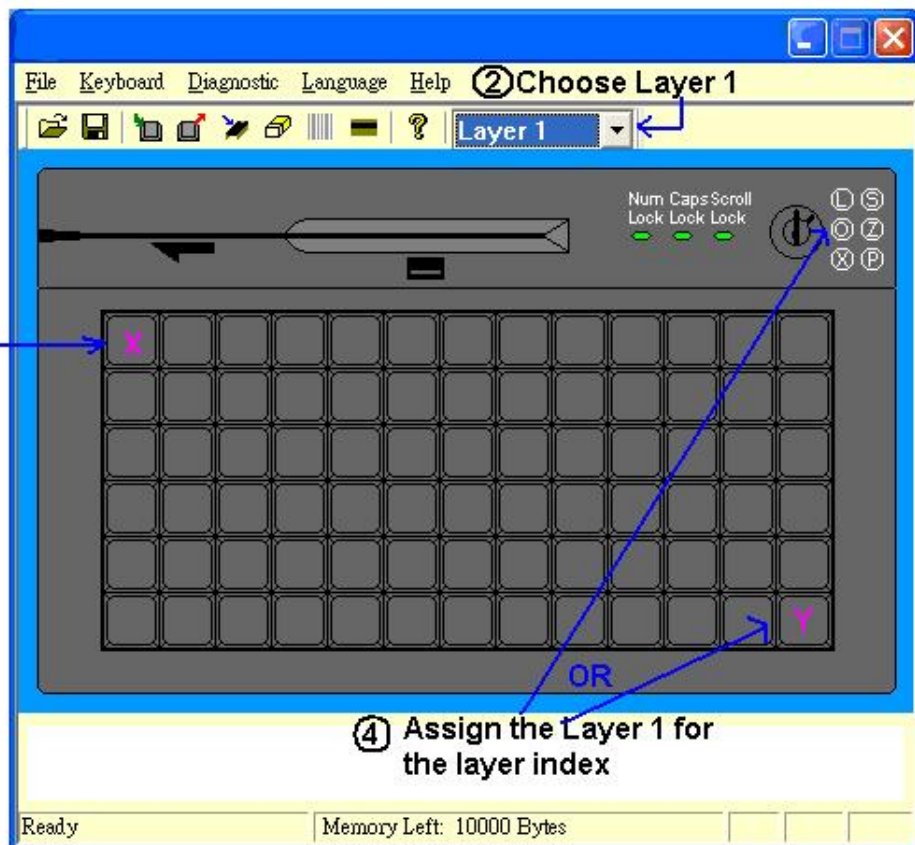 File Keyboard Diagnostic Language Help ②Choose Layer 1
Layer 1
Num Caps Scroll
Lock Lock Lock
L S
O Z
X P
X
Y
OR
④ Assign the Layer 1 for
the layer index
Ready Memory Left: 10000 Bytes